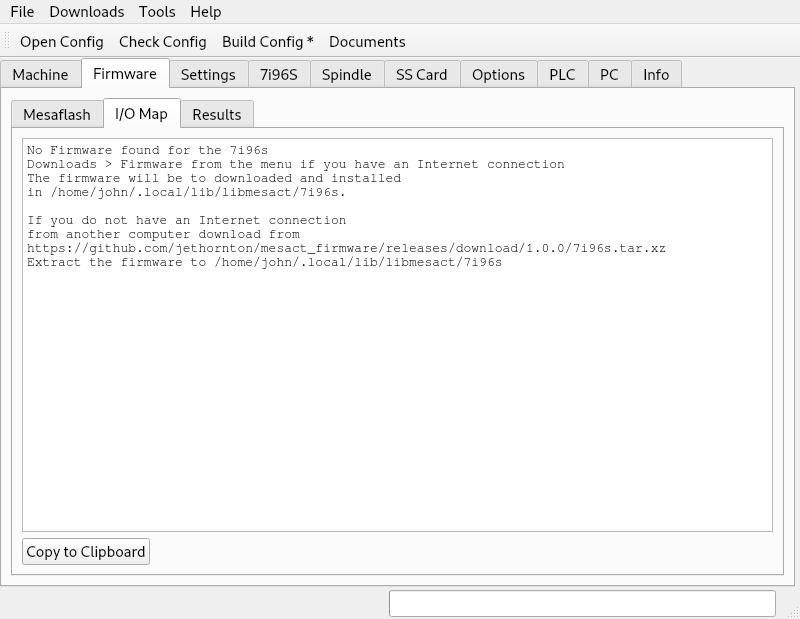 File Downloads Tools Help
Open Config Check Config Build Config * Documents
Machine Firmware Settings 7i96S Spindle SS Card Options PLC PC Info
Mesaflash I/O Map Results
No Firmware found for the 7i96s
Downloads > Firmware from the menu if you have an Internet connection
The firmware will be to downloaded and installed
in /home/john/.local/lib/libmesact/7i96s.
If you do not have an Internet connection
from another computer download from
https://github.com/jethornton/mesact_firmware/releases/download/1.0.0/7i96s.tar.xz
Extract the firmware to /home/john/.local/lib/libmesact/7i96s
Copy to Clipboard